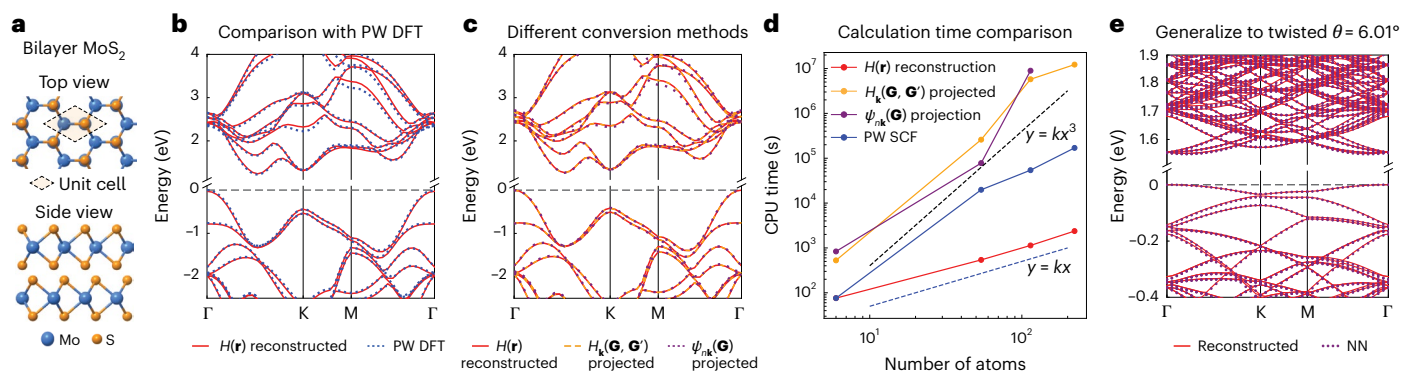 a
Bilayer MoS2
Top view
Unit cell
Side view
Mo
S
b
Comparison with PW DFT
Energy (eV)
4
3
2
0
−1
−2
Γ
K
M
Γ
H(r) reconstructed
PW DFT
c
Different conversion methods
Energy (eV)
4
3
2
0
−1
−2
Γ
K
M
Γ
H(r)
reconstructed
Hk(G, G′)
projected
ψnk(G)
projected
d
Calculation time comparison
CPU time (s)
10^7
10^6
10^5
10^4
10^3
10^2
H(r) reconstruction
Hk(G, G′) projected
ψnk(G) projection
PW SCF
y = kx^3
y = kx
10^1
10^2
Number of atoms
e
Generalize to twisted θ = 6.01°
Energy (eV)
1.9
1.8
1.7
1.6
0
−0.2
−0.4
Γ
K
M
Γ
Reconstructed
NN